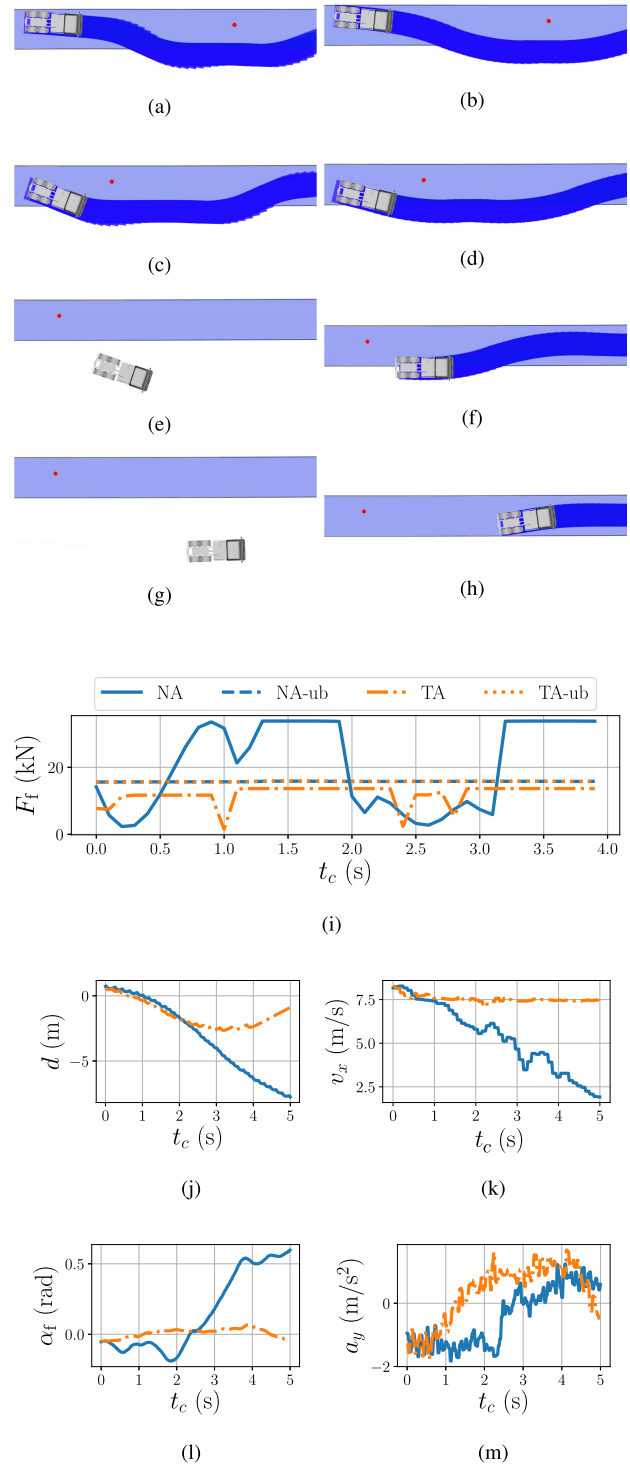 (a)
(b)
(c)
(d)
(e)
(f)
(g)
(h)
NA NA-ub TA TA-ub
F_f (kN)
20
0
0.0 0.5 1.0 1.5 2.0 2.5 3.0 3.5 4.0
t_c (s)
(i)
d (m)
0
−5
0 1 2 3 4 5
t_c (s)
(j)
v_x (m/s)
7.5
5.0
2.5
0 1 2 3 4 5
t_c (s)
(k)
α_f (rad)
0.5
0.0
0 1 2 3 4 5
t_c (s)
(l)
a_y (m/s²)
0
−2
0 1 2 3 4 5
t_c (s)
(m)